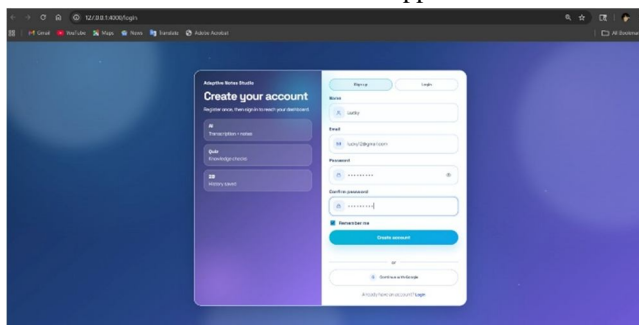 127.0.0.1:4000/login
Gmail YouTube Maps News Translate Adobe Acrobat
All Bookmar
Adaptive Notes Studio
Create your account
Register once, then sign in to reach your dashboard.
AI
Transcription + notes
Quiz
Knowledge checks
History saved
Sign up Login
Name
Lucky
Email
Password
Confirm password
Remember me
Create account
or
Continue with Google
Already have an account? Login